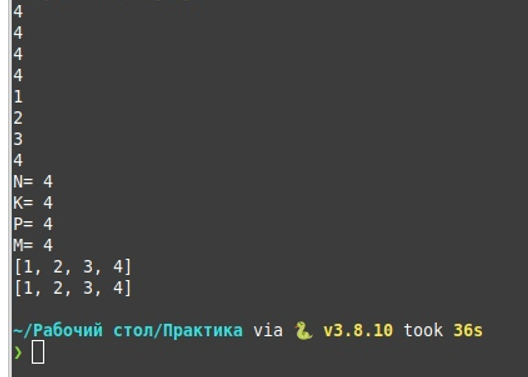 4
4
4
4
1
2
3
4
N= 4
K= 4
P= 4
M= 4
[1, 2, 3, 4]
[1, 2, 3, 4]
~/Рабочий стол/Практика via 🐍 v3.8.10 took 36s
❯